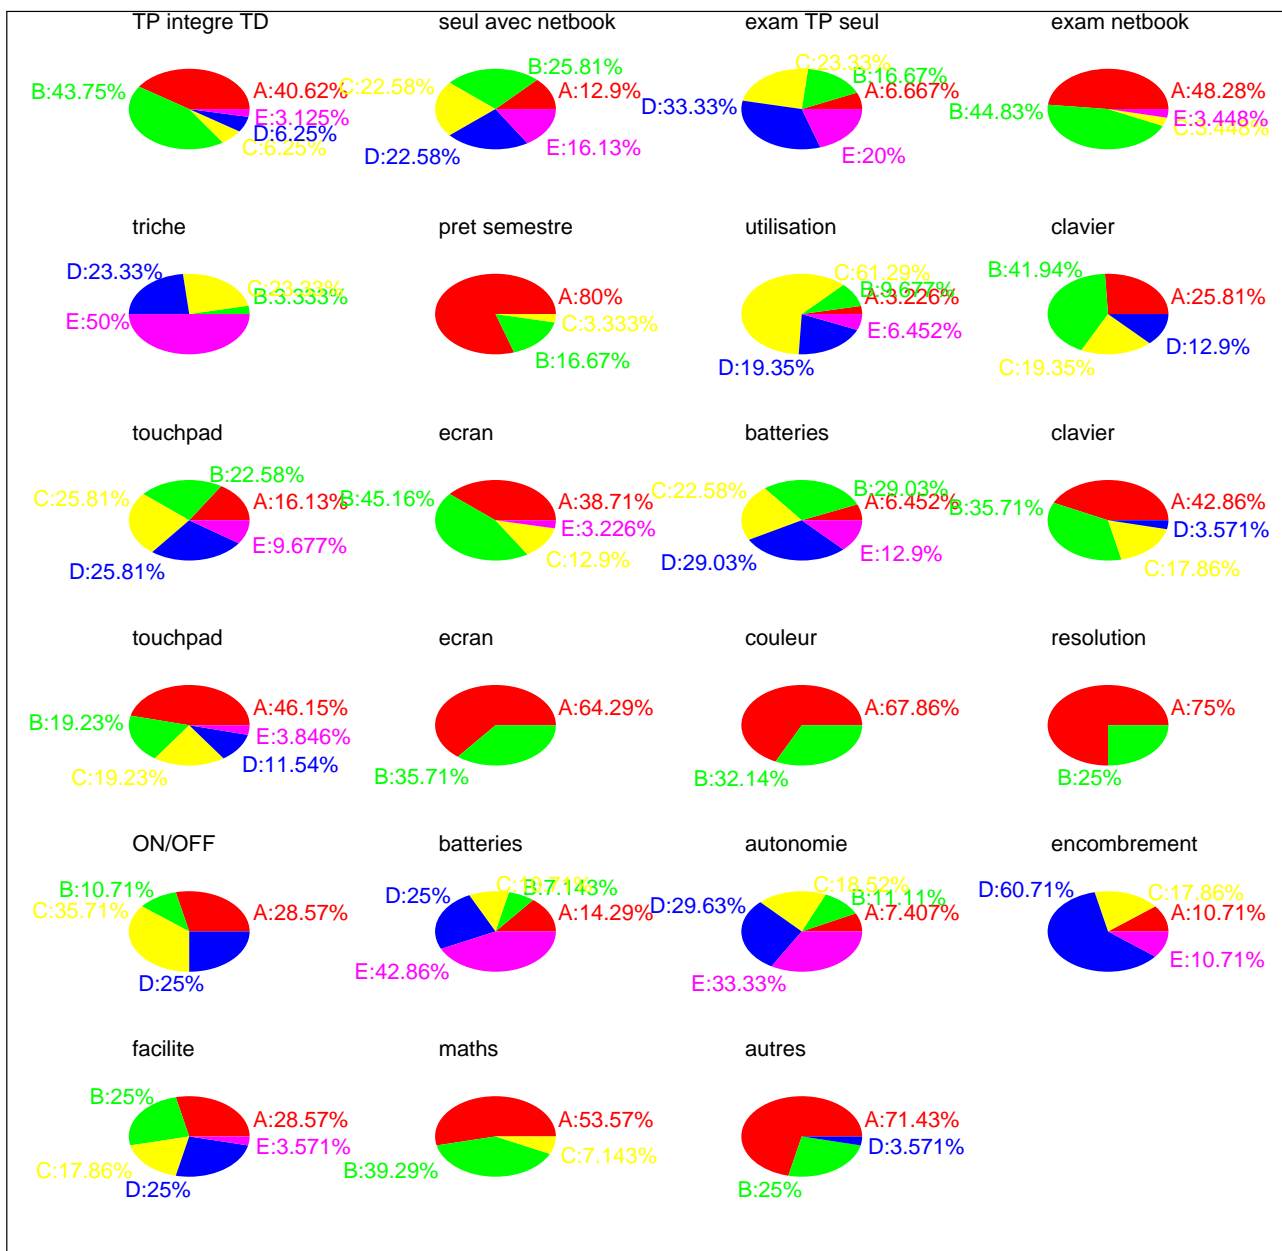 TP integre TD
A:40.62%
B:43.75%
C:6.25%
D:6.25%
E:3.125%
seul avec netbook
A:12.9%
B:25.81%
C:22.58%
D:22.58%
E:16.13%
exam TP seul
A:6.667%
B:16.67%
C:23.33%
D:33.33%
E:20%
exam netbook
A:48.28%
B:44.83%
C:3.448%
E:3.448%
triche
B:3.333%
C:23.33%
D:23.33%
E:50%
pret semestre
A:80%
B:16.67%
C:3.333%
utilisation
A:3.226%
B:9.677%
C:61.29%
D:19.35%
E:6.452%
clavier
A:25.81%
B:41.94%
C:19.35%
D:12.9%
touchpad
A:16.13%
B:22.58%
C:25.81%
D:25.81%
E:9.677%
ecran
A:38.71%
B:45.16%
C:12.9%
E:3.226%
batteries
A:6.452%
B:29.03%
C:22.58%
D:29.03%
E:12.9%
clavier
A:42.86%
B:35.71%
C:17.86%
D:3.571%
touchpad
A:46.15%
B:19.23%
C:19.23%
D:11.54%
E:3.846%
ecran
A:64.29%
B:35.71%
couleur
A:67.86%
B:32.14%
resolution
A:75%
B:25%
ON/OFF
A:28.57%
B:10.71%
C:35.71%
D:25%
batteries
A:14.29%
B:7.143%
C:10.71%
D:25%
E:42.86%
autonomie
A:7.407%
B:11.11%
C:18.52%
D:29.63%
E:33.33%
encombrement
A:10.71%
C:17.86%
D:60.71%
E:10.71%
facilite
A:28.57%
B:25%
C:17.86%
D:25%
E:3.571%
maths
A:53.57%
B:39.29%
C:7.143%
autres
A:71.43%
B:25%
D:3.571%